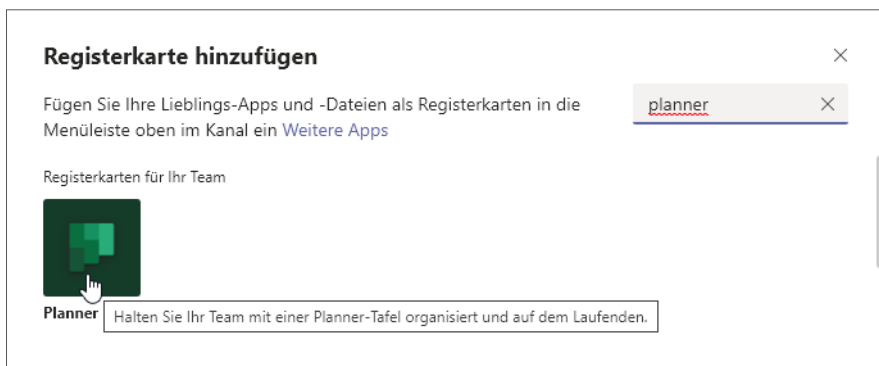 Registerkarte hinzufügen
Fügen Sie Ihre Lieblings-Apps und -Dateien als Registerkarten in die
Menüleiste oben im Kanal ein Weitere Apps
planner
Registerkarten für Ihr Team
Planner
Halten Sie Ihr Team mit einer Planner-Tafel organisiert und auf dem Laufenden.